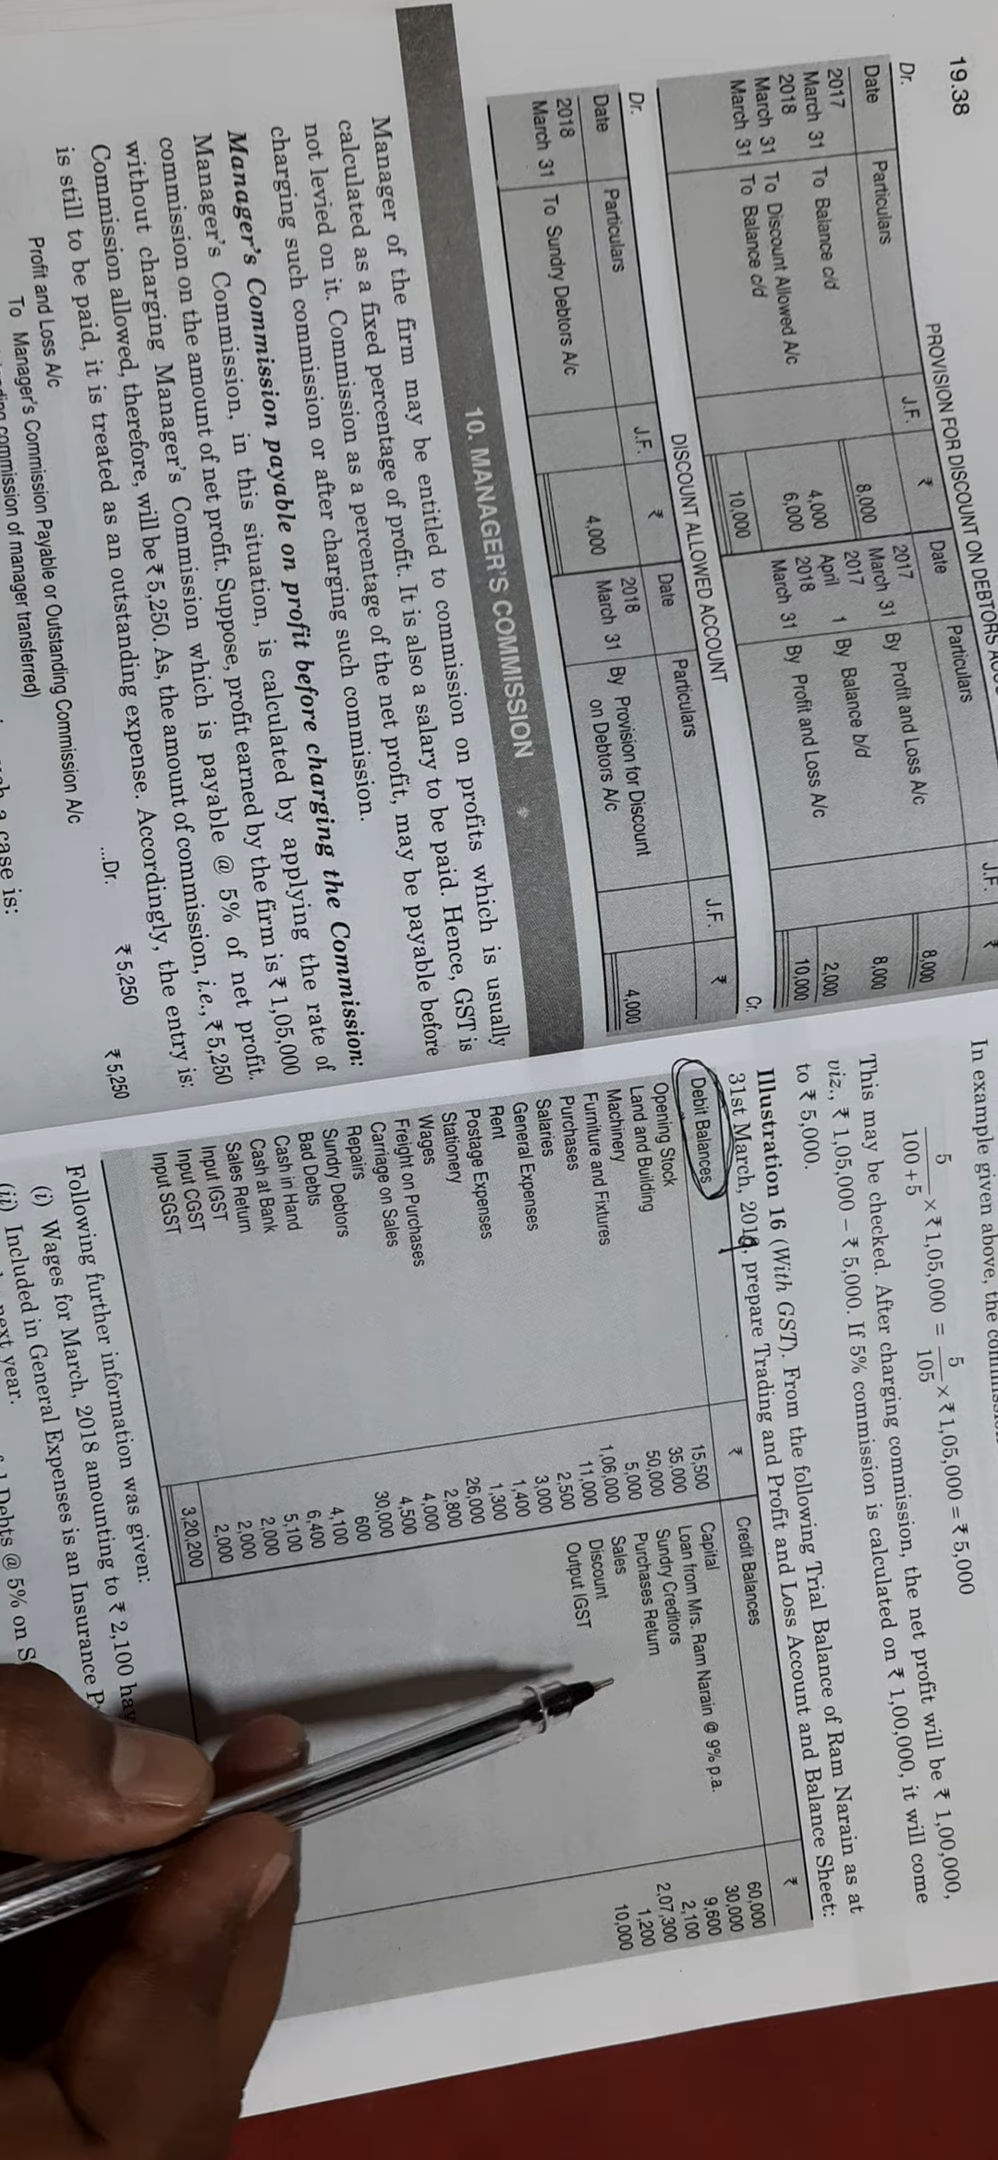 19.38
PROVISION FOR DISCOUNT ON DEBTORS
Dr.
Date Particulars J.F. ₹ Date Particulars J.F. ₹
2017 2017
March 31 To Balance c/d 8,000 March 31 By Profit and Loss A/c 8,000
2018 2017
March 31 To Discount Allowed A/c 4,000 April 1 By Balance b/d 8,000
March 31 To Balance c/d 6,000 2018
March 31 By Profit and Loss A/c 2,000
10,000 10,000
DISCOUNT ALLOWED ACCOUNT
Dr. Cr.
Date Particulars J.F. ₹ Date Particulars J.F. ₹
2018 2018
March 31 To Sundry Debtors A/c 4,000 March 31 By Provision for Discount
on Debtors A/c 4,000
10. MANAGER'S COMMISSION
Manager of the firm may be entitled to commission on profits which is usually
calculated as a fixed percentage of profit. It is also a salary to be paid. Hence, GST is
not levied on it. Commission as a percentage of the net profit, may be payable before
charging such commission or after charging such commission.
Manager's Commission payable on profit before charging the Commission:
Manager's Commission, in this situation, is calculated by applying the rate of
commission on the amount of net profit. Suppose, profit earned by the firm is ₹ 1,05,000
without charging Manager's Commission which is payable @ 5% of net profit.
Commission allowed, therefore, will be ₹ 5,250. As, the amount of commission, i.e., ₹ 5,250
is still to be paid, it is treated as an outstanding expense. Accordingly, the entry is:
Profit and Loss A/c ...Dr. ₹ 5,250
To Manager's Commission Payable or Outstanding Commission A/c ₹ 5,250
commission of manager transferred)
a case is:
In example given above, the
5/100+5 × ₹ 1,05,000 = 5/105 × ₹ 1,05,000 = ₹ 5,000
This may be checked. After charging commission, the net profit will be ₹ 1,00,000,
viz., ₹ 1,05,000 – ₹ 5,000. If 5% commission is calculated on ₹ 1,00,000, it will come
to ₹ 5,000.
Illustration 16 (With GST). From the following Trial Balance of Ram Narain as at
31st March, 2018, prepare Trading and Profit and Loss Account and Balance Sheet:
Debit Balances ₹ Credit Balances ₹
Opening Stock 15,500 Capital 60,000
Land and Building 35,000 Loan from Mrs. Ram Narain @ 9% p.a. 30,000
Machinery 50,000 Sundry Creditors 9,600
Furniture and Fixtures 5,000 Purchases Return 2,100
Purchases 1,06,000 Sales 2,07,300
Salaries 11,000 Discount 1,200
General Expenses 2,500 Output IGST 10,000
Rent 3,000
Postage Expenses 1,400
Stationery 1,300
Wages 26,000
Freight on Purchases 2,800
Carriage on Sales 4,000
Repairs 4,500
Sundry Debtors 30,000
Bad Debts 600
Cash in Hand 4,100
Cash at Bank 6,400
Sales Return 5,100
Input IGST 2,000
Input CGST 2,000
Input SGST 2,000
3,20,200
Following further information was given:
(i) Wages for March, 2018 amounting to ₹ 2,100
(ii) Included in General Expenses is an Insurance
next year.
Debts @ 5% on